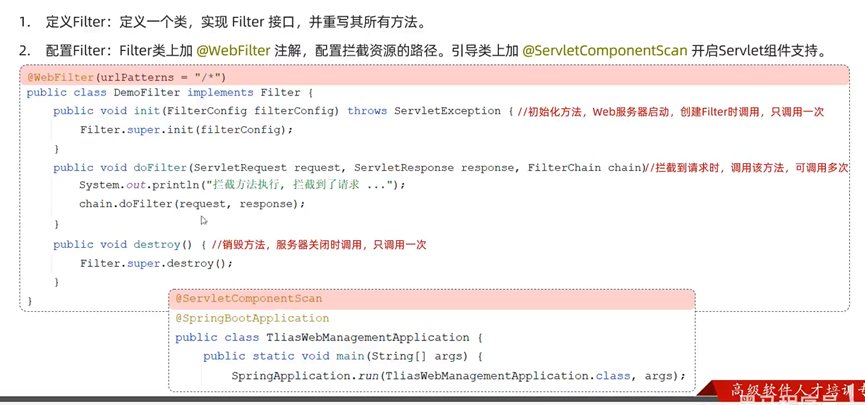 1. 定义Filter：定义一个类，实现 Filter 接口，并重写其所有方法。
2. 配置Filter：Filter类上加 @WebFilter 注解，配置拦截资源的路径。引导类上加 @ServletComponentScan 开启Servlet组件支持。
@WebFilter(urlPatterns = "/*")
public class DemoFilter implements Filter {
public void init(FilterConfig filterConfig) throws ServletException { //初始化方法，Web服务器启动，创建Filter时调用，只调用一次
Filter.super.init(filterConfig);
}
public void doFilter(ServletRequest request, ServletResponse response, FilterChain chain)//拦截到请求时，调用该方法，可调用多次
System.out.println("拦截方法执行, 拦截到了请求 ...");
chain.doFilter(request, response);
}
public void destroy() { //销毁方法，服务器关闭时调用，只调用一次
Filter.super.destroy();
}
}
@ServletComponentScan
@SpringBootApplication
public class TliasWebManagementApplication {
public static void main(String[] args) {
SpringApplication.run(TliasWebManagementApplication.class, args);
高级软件人才培训